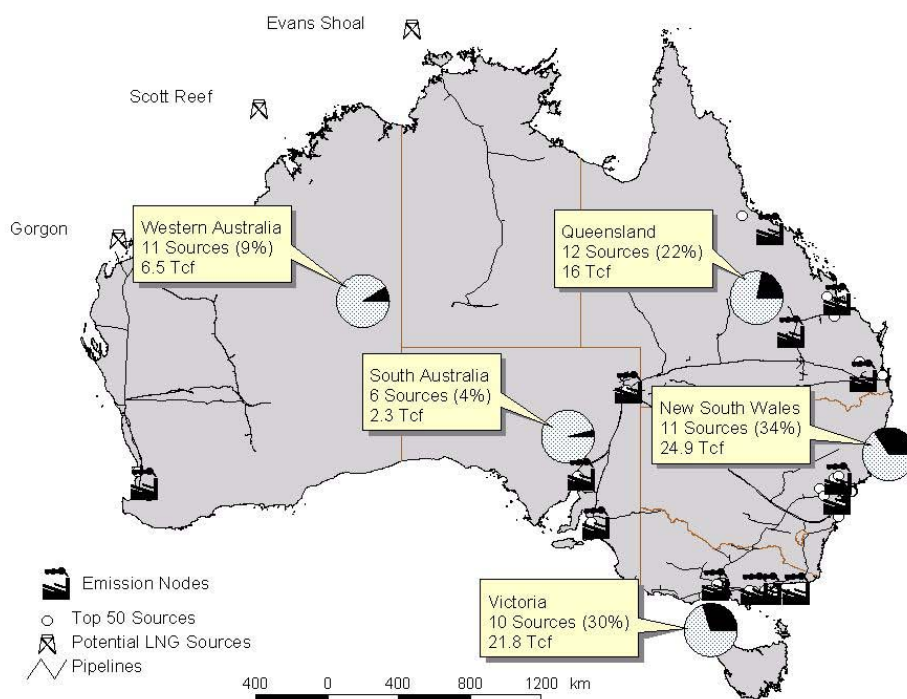 Evans Shoal
Scott Reef
Gorgon
Western Australia
11 Sources (9%)
6.5 Tcf
Queensland
12 Sources (22%)
16 Tcf
South Australia
6 Sources (4%)
2.3 Tcf
New South Wales
11 Sources (34%)
24.9 Tcf
Victoria
10 Sources (30%)
21.8 Tcf
Emission Nodes
Top 50 Sources
Potential LNG Sources
Pipelines
400 0 400 800 1200 km